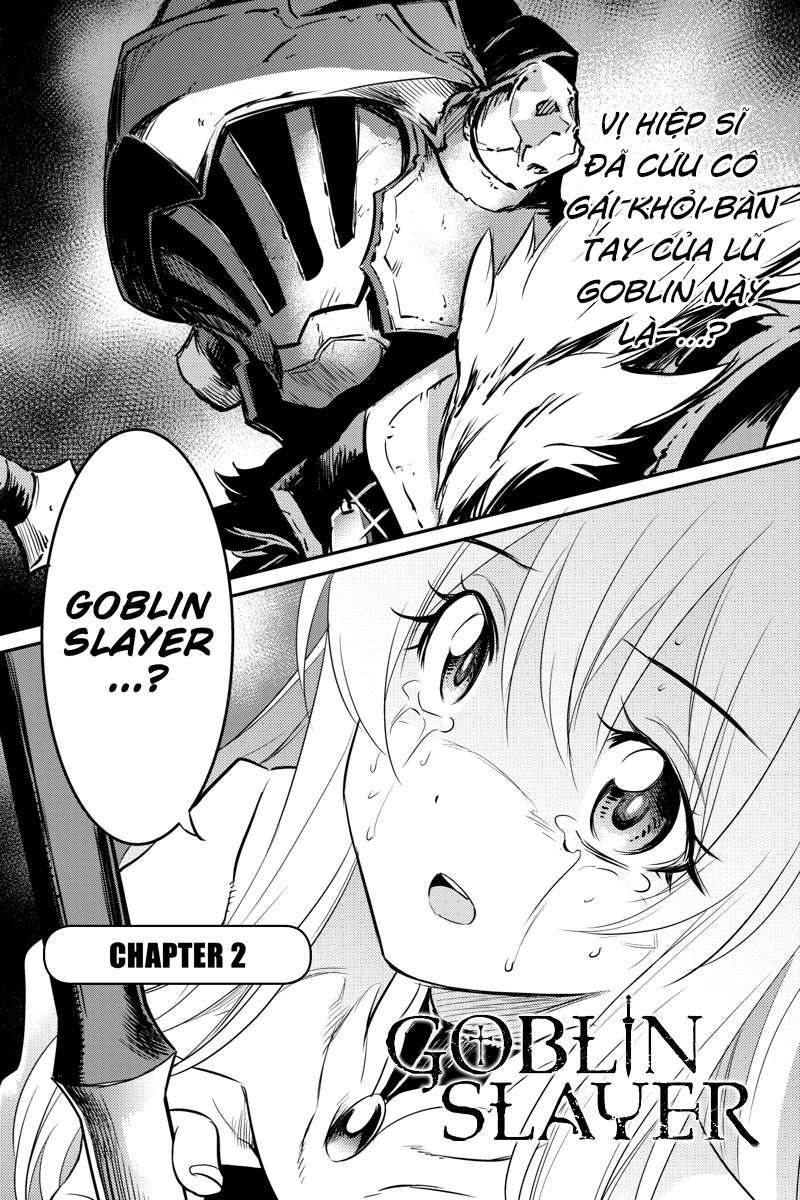 VỊ HIỆP SĨ
ĐÃ CỨU CÔ
GÁI KHỎI BÀN
TAY CỦA LŨ
GOBLIN NÀY
LÀ-...?
GOBLIN
SLAYER
...?
CHAPTER 2
GOBLIN
SLAYER